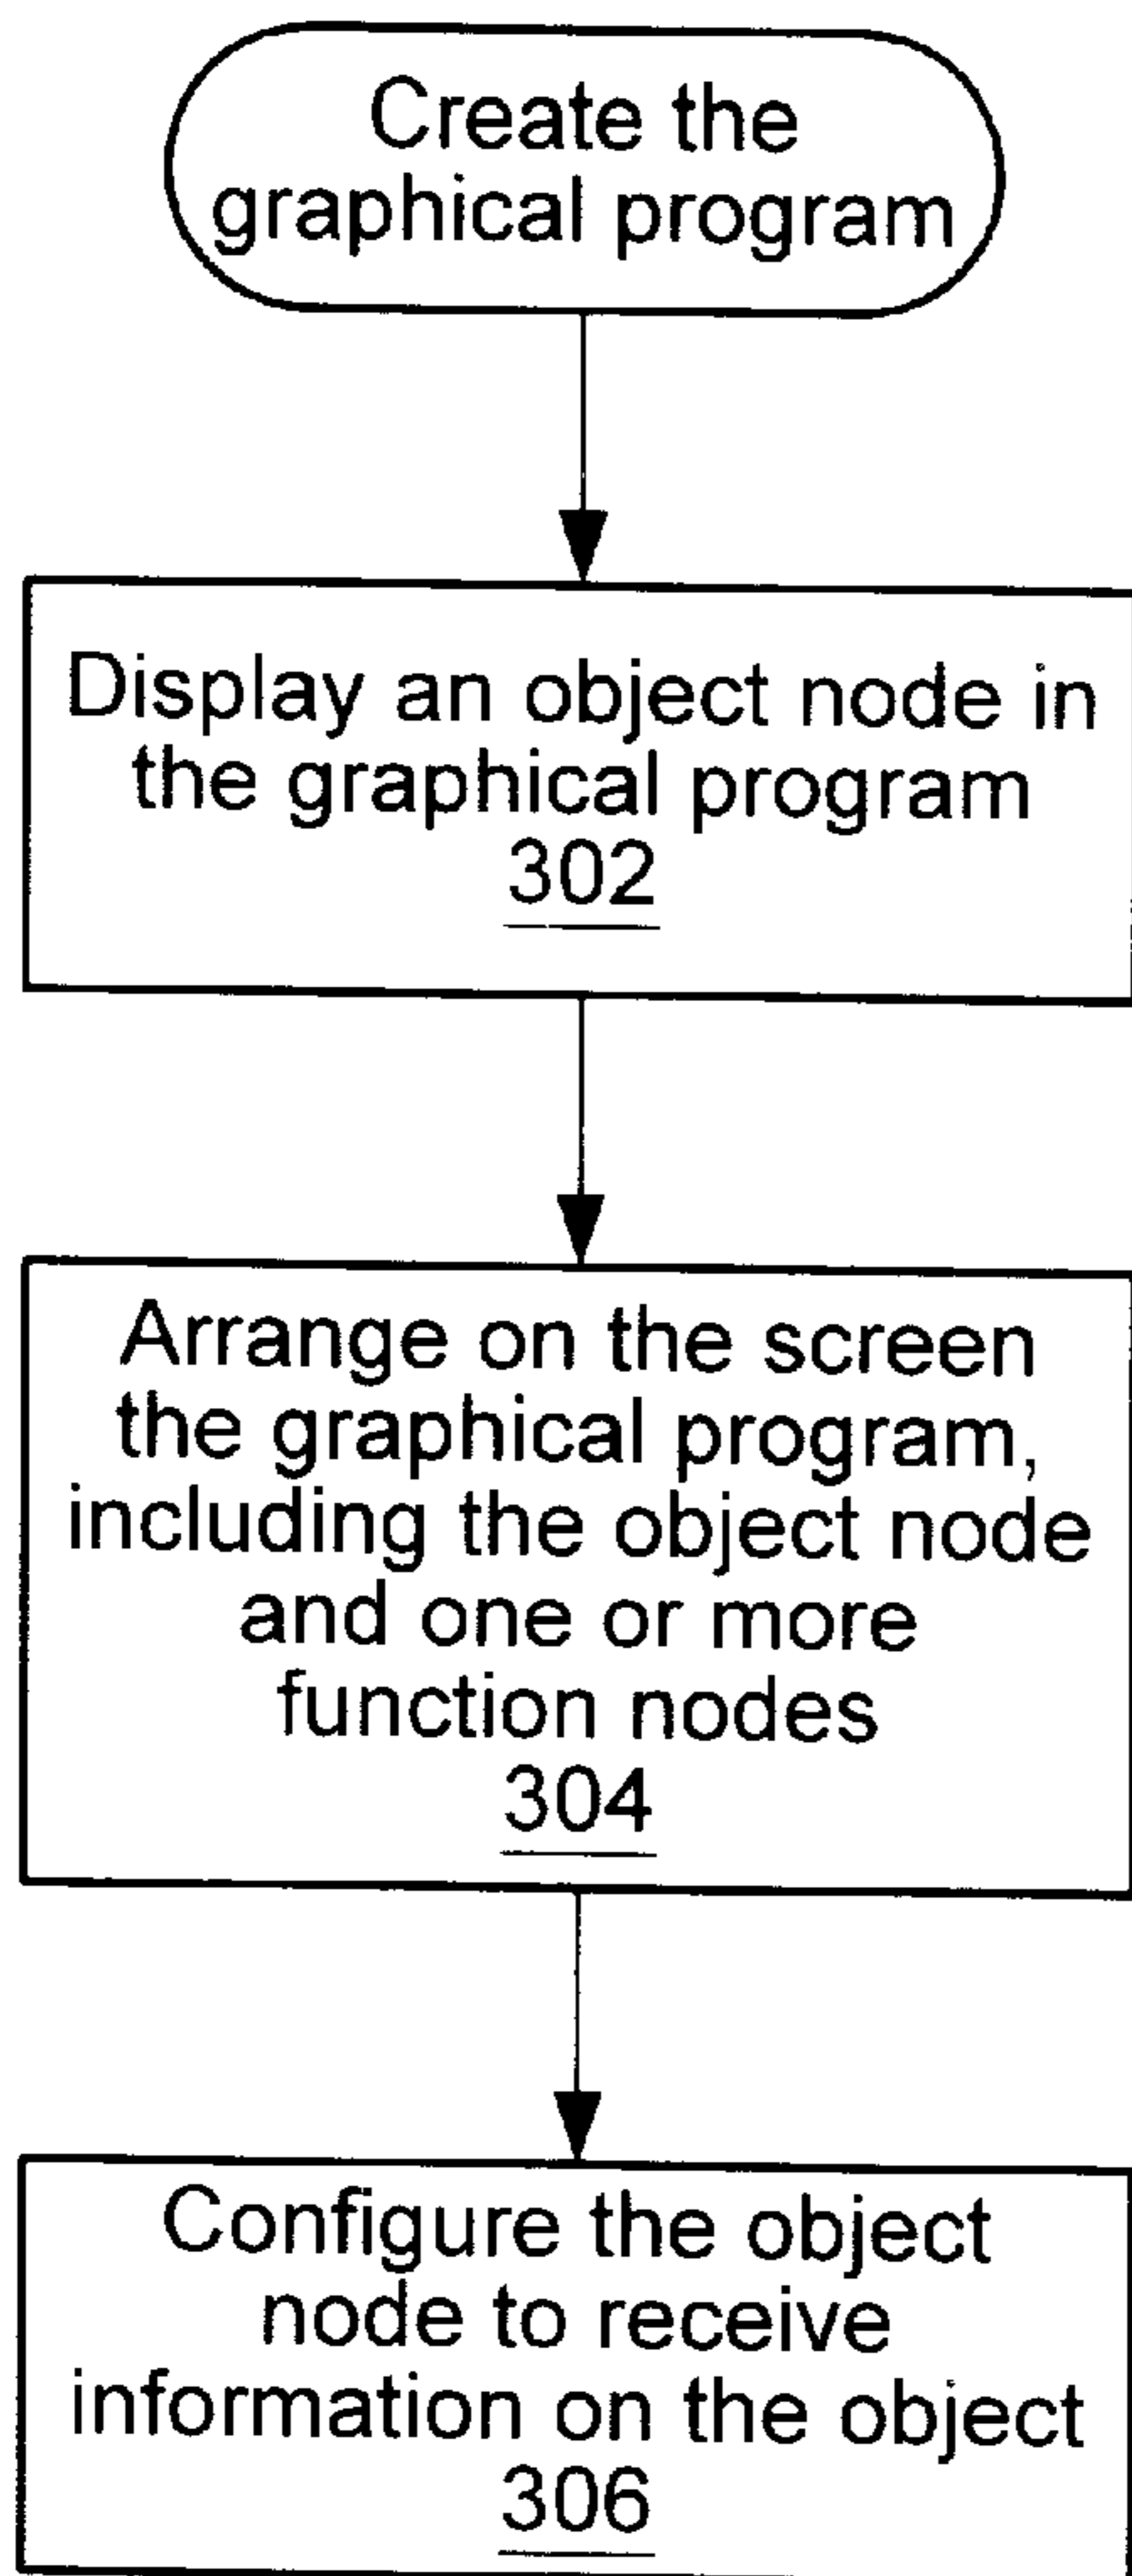 Create the
graphical program
Display an object node in
the graphical program
302
Arrange on the screen
the graphical program,
including the object node
and one or more
function nodes
304
Configure the object
node to receive
information on the object
306